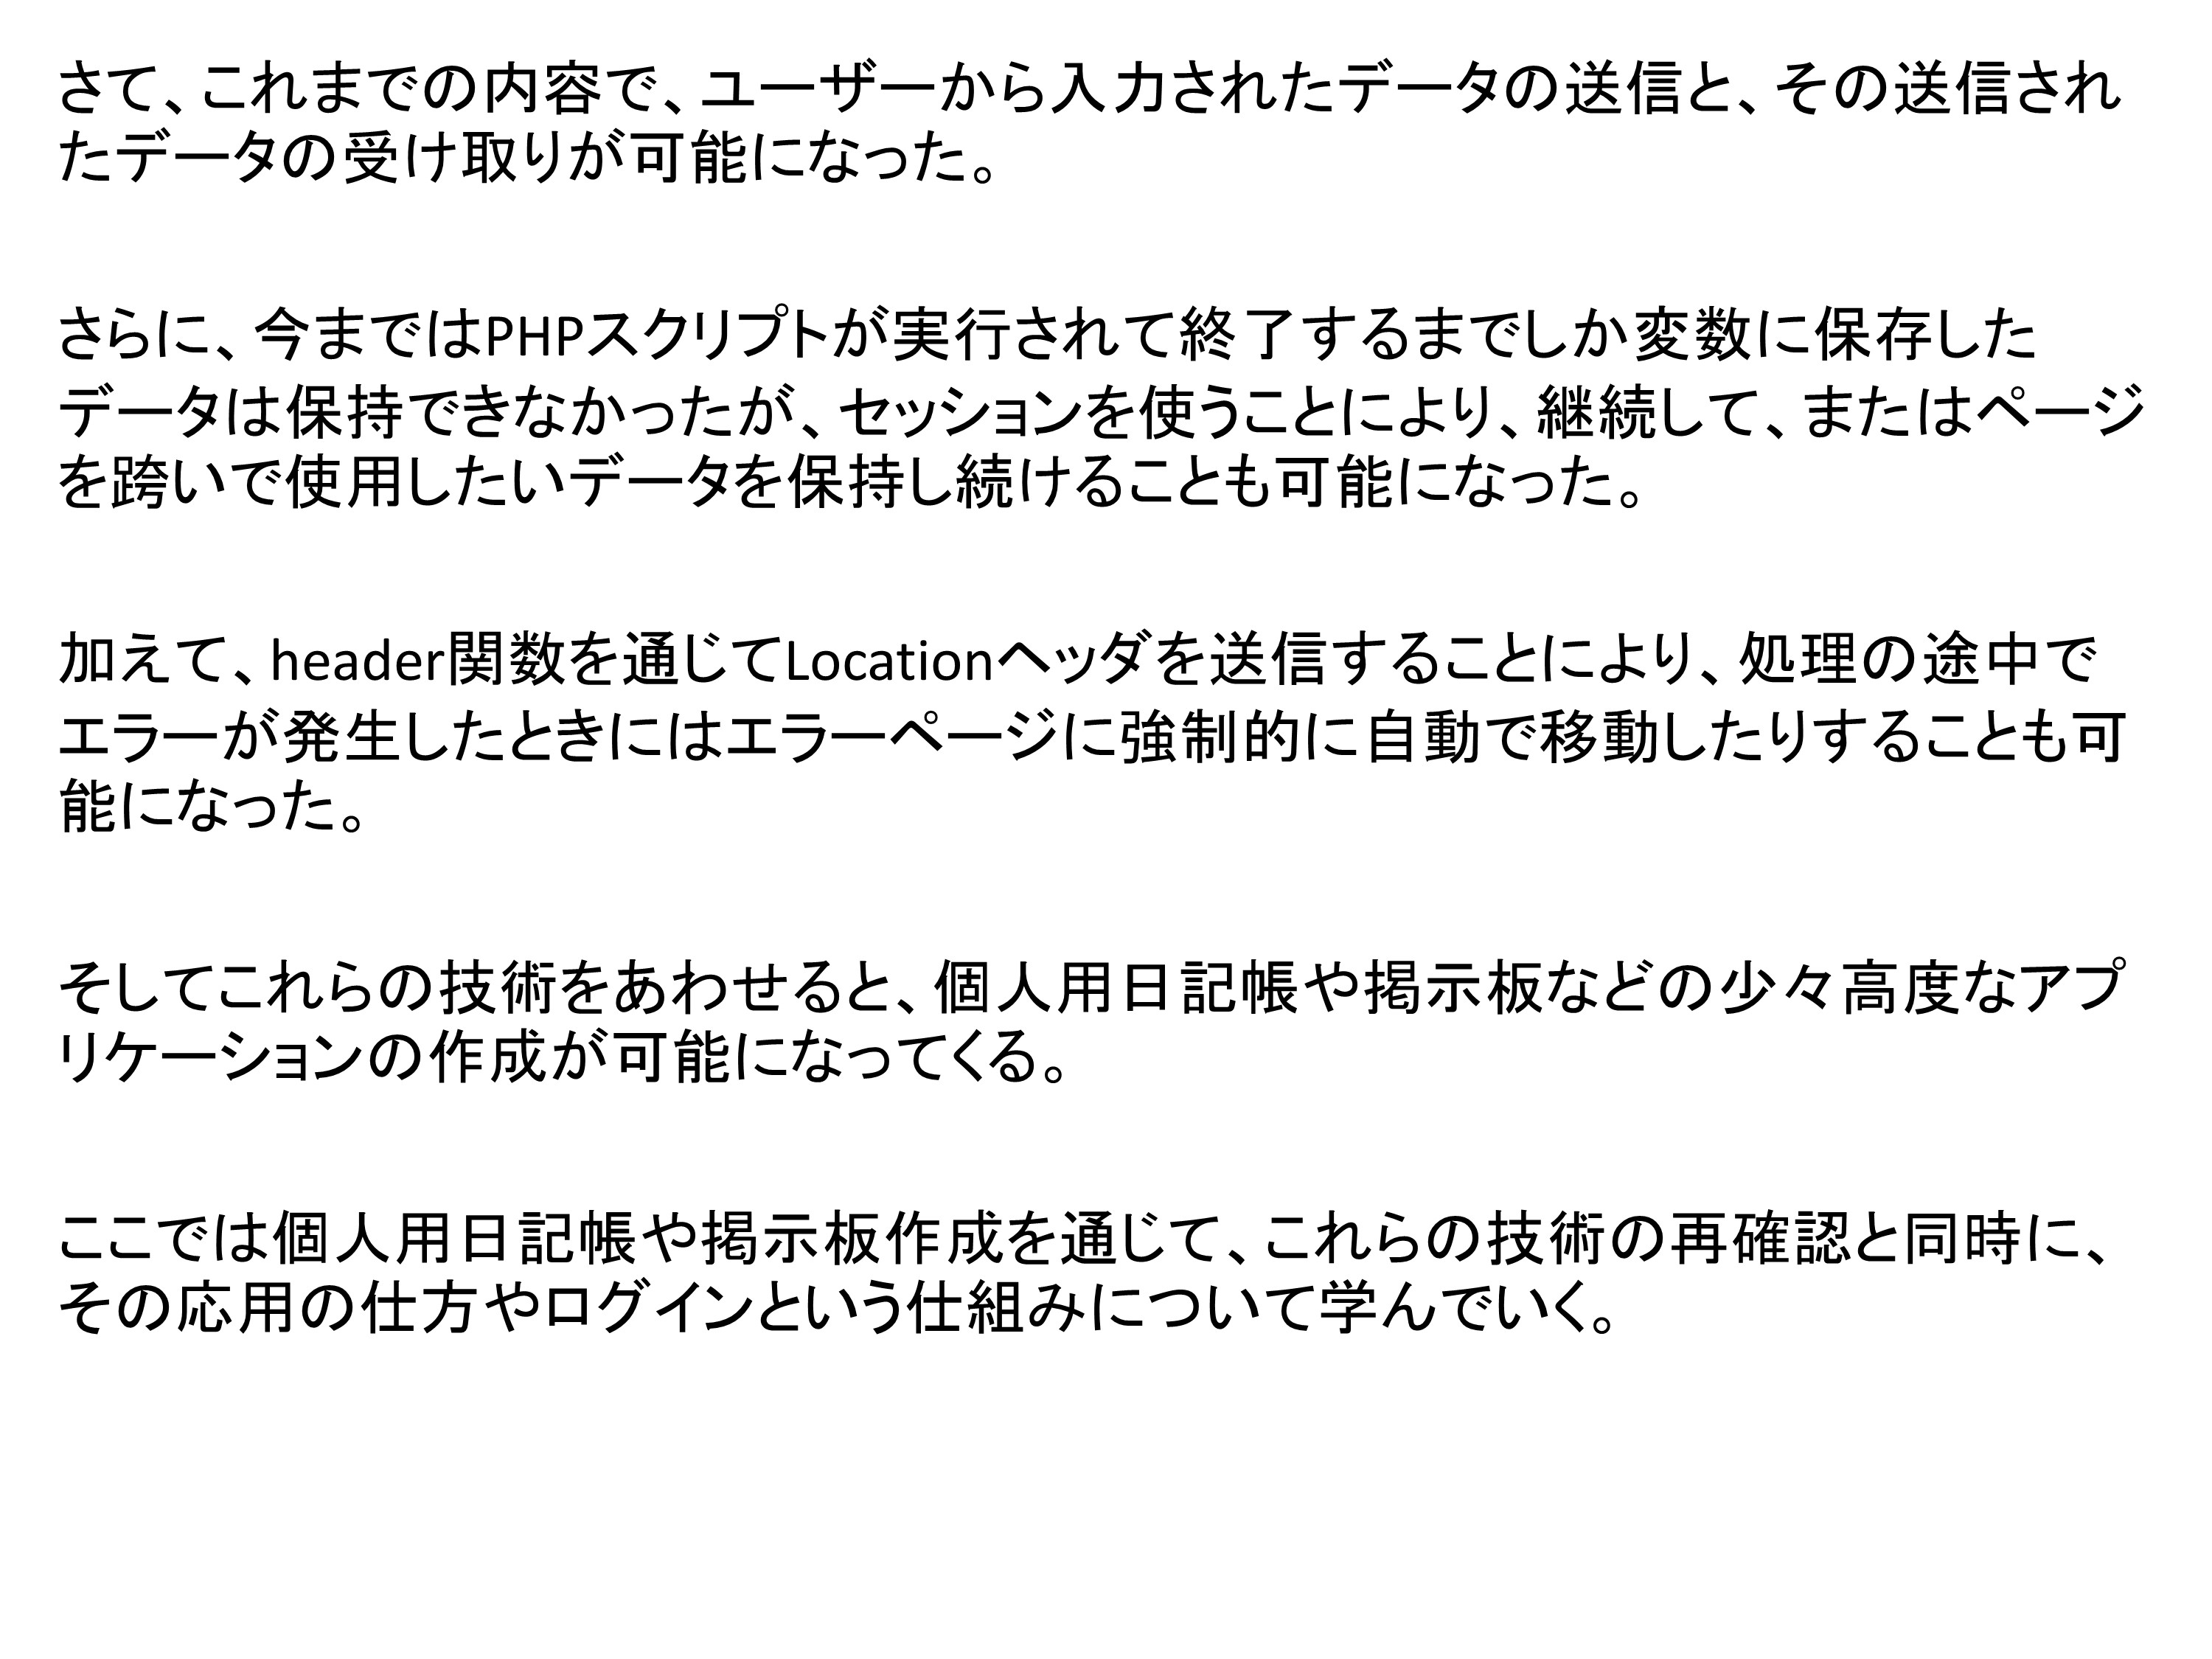 さて、これまでの内容で、ユーザーから入力されたデータの送信と、その送信され
たデータの受け取りが可能になった。
さらに、今まではPHPスクリプトが実行されて終了するまでしか変数に保存した
データは保持できなかったが、セッションを使うことにより、継続して、またはページ
を跨いで使用したいデータを保持し続けることも可能になった。
加えて、header関数を通じてLocationヘッダを送信することにより、処理の途中で
エラーが発生したときにはエラーページに強制的に自動で移動したりすることも可
能になった。
そしてこれらの技術をあわせると、個人用日記帳や掲示板などの少々高度なアプ
リケーションの作成が可能になってくる。
ここでは個人用日記帳や掲示板作成を通じて、これらの技術の再確認と同時に、
その応用の仕方やログインという仕組みについて学んでいく。